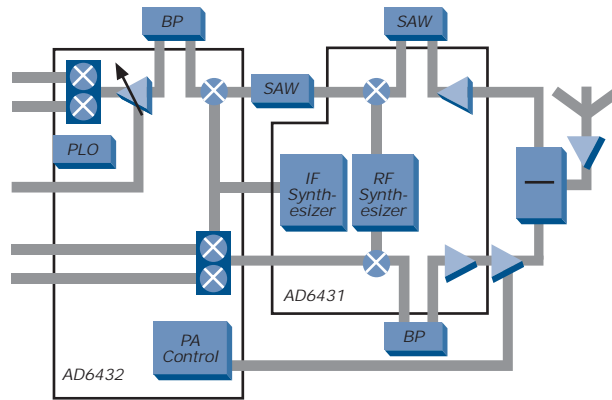 BP
SAW
SAW
PLO
IF
Synth-
esizer
RF
Synth-
esizer
AD6431
BP
PA
Control
AD6432